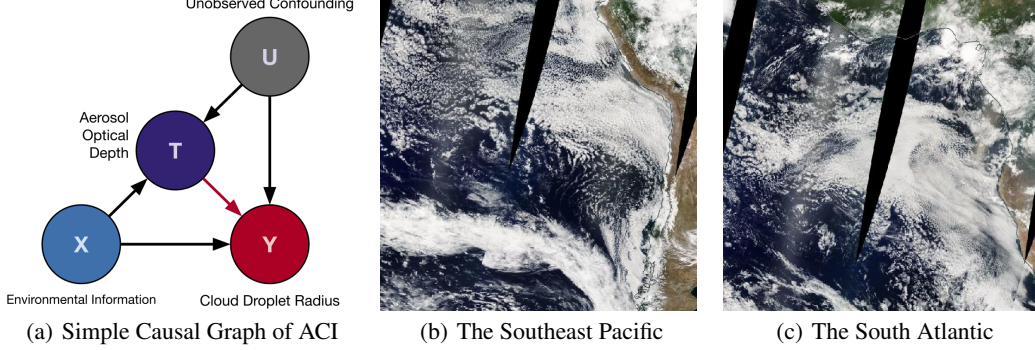 Unobserved Confounding
U
Aerosol
Optical
Depth
T
X
Y
Environmental Information
Cloud Droplet Radius
(a) Simple Causal Graph of ACI
(b) The Southeast Pacific
(c) The South Atlantic